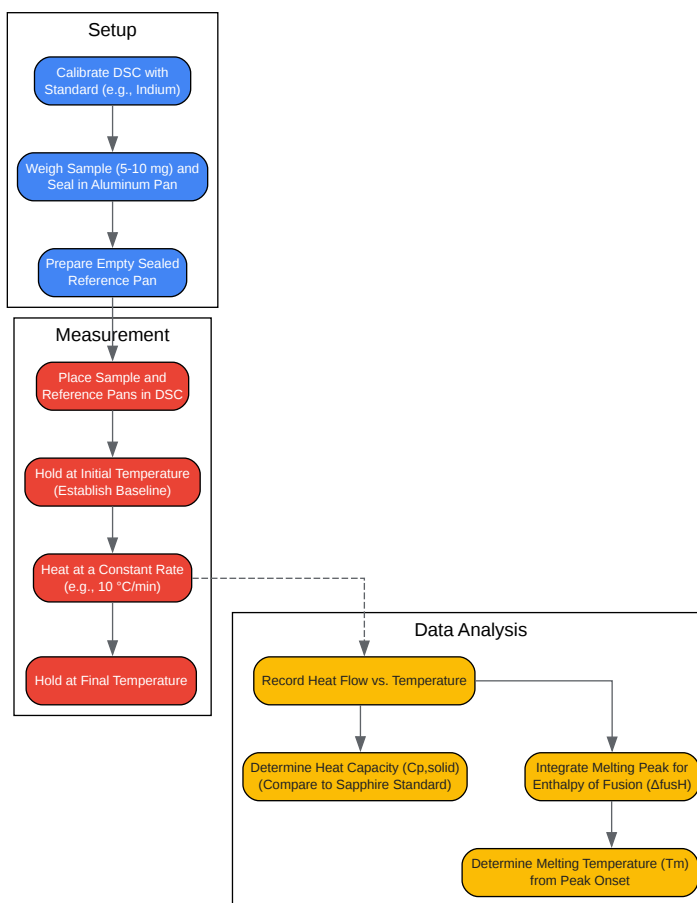 Setup
Calibrate DSC with
Standard (e.g., Indium)
Weigh Sample (5-10 mg) and
Seal in Aluminum Pan
Prepare Empty Sealed
Reference Pan
Measurement
Place Sample and
Reference Pans in DSC
Hold at Initial Temperature
(Establish Baseline)
Heat at a Constant Rate
(e.g., 10 °C/min)
Hold at Final Temperature
Data Analysis
Record Heat Flow vs. Temperature
Determine Heat Capacity (Cp,solid)
(Compare to Sapphire Standard)
Integrate Melting Peak for
Enthalpy of Fusion (ΔfusH)
Determine Melting Temperature (Tm)
from Peak Onset